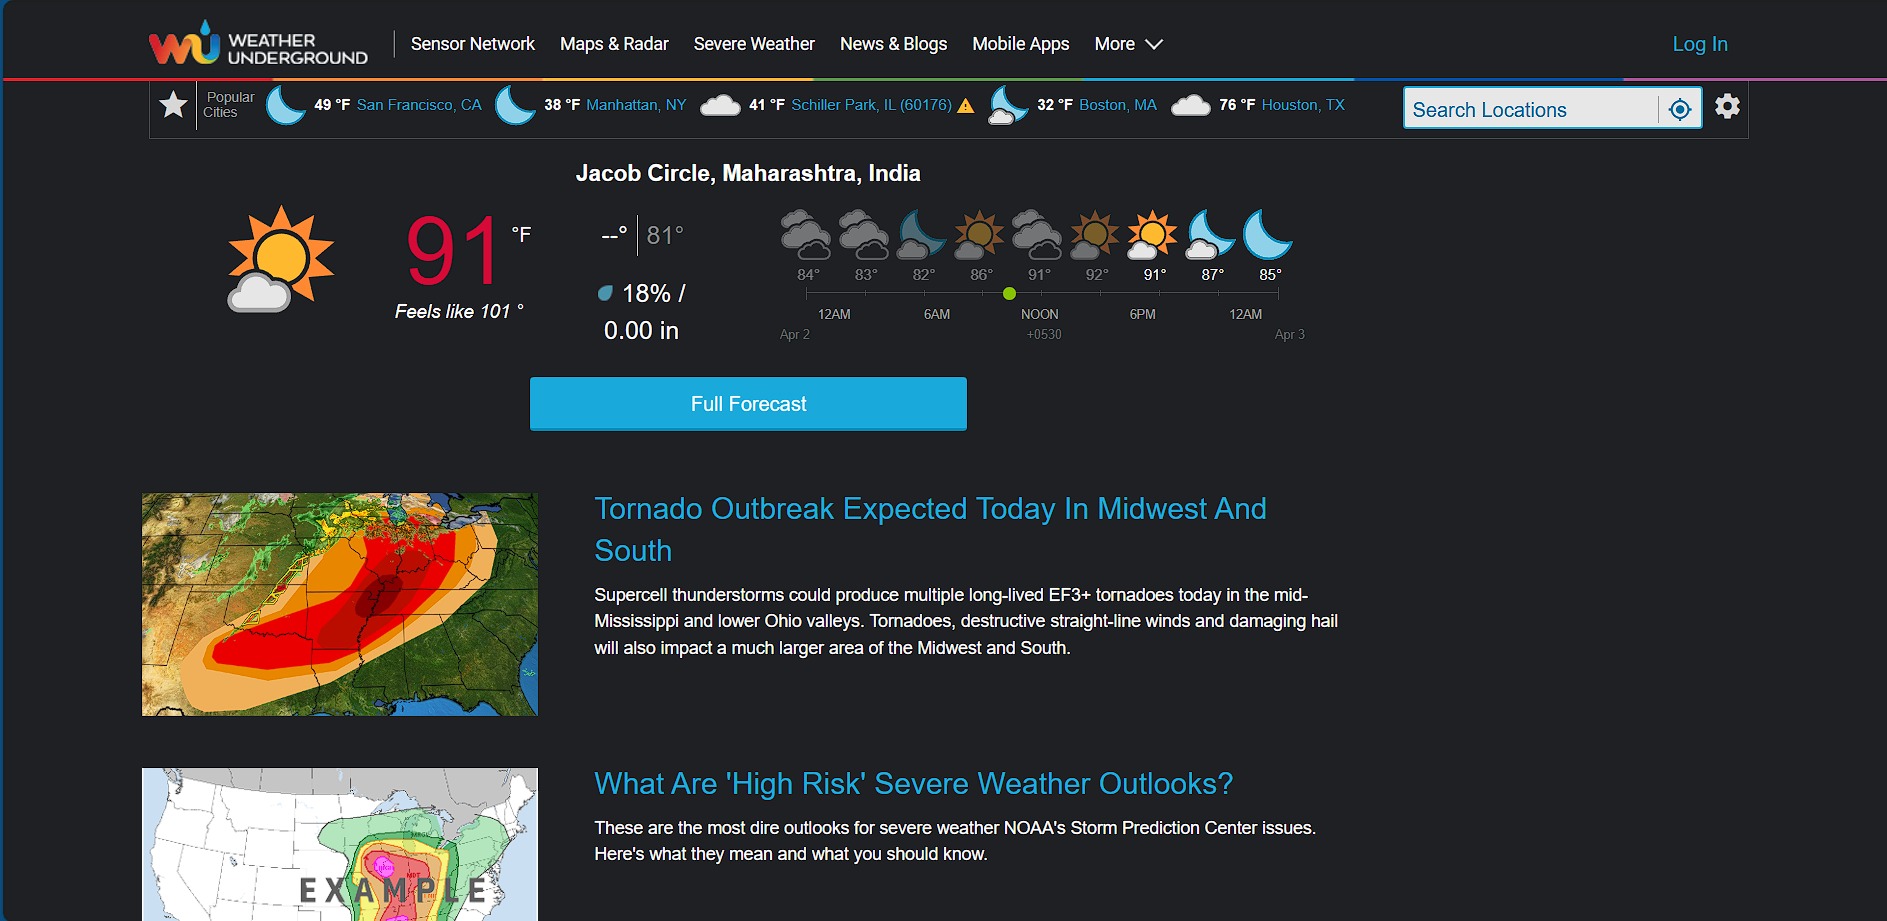 WEATHER
UNDERGROUND
Sensor Network Maps & Radar Severe Weather News & Blogs Mobile Apps More
Log In
Popular
Cities
49 °F San Francisco, CA 38 °F Manhattan, NY 41 °F Schiller Park, IL (60176) 32 °F Boston, MA 76 °F Houston, TX
Search Locations
Jacob Circle, Maharashtra, India
91 °F
Feels like 101 °
--° 81°
18% /
0.00 in
84° 83° 82° 86° 91° 92° 91° 87° 85°
12AM 6AM NOON 6PM 12AM
Apr 2 +0530 Apr 3
Full Forecast
Tornado Outbreak Expected Today In Midwest And
South
Supercell thunderstorms could produce multiple long-lived EF3+ tornadoes today in the mid-
Mississippi and lower Ohio valleys. Tornadoes, destructive straight-line winds and damaging hail
will also impact a much larger area of the Midwest and South.
What Are 'High Risk' Severe Weather Outlooks?
These are the most dire outlooks for severe weather NOAA's Storm Prediction Center issues.
Here's what they mean and what you should know.
EXAMPLE